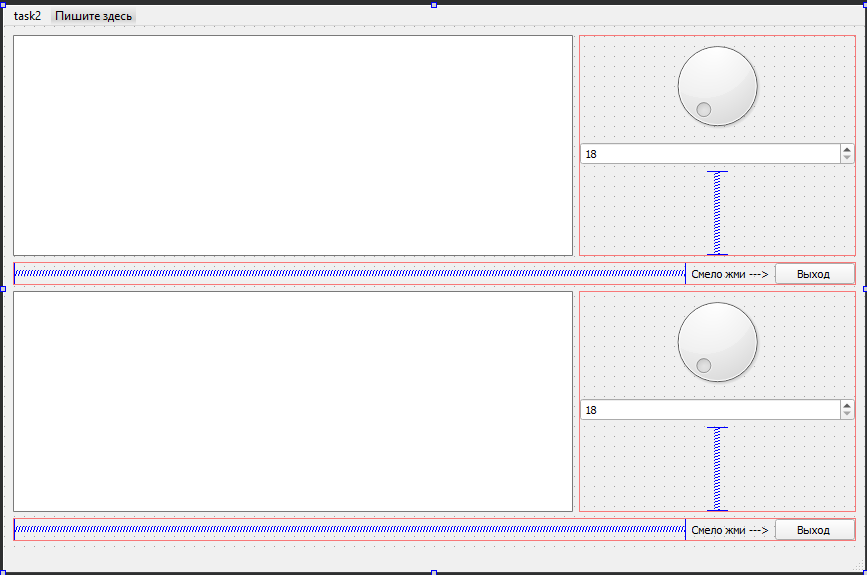 task2 Пишите здесь
18
Смело жми ---> Выход
18
Смело жми ---> Выход